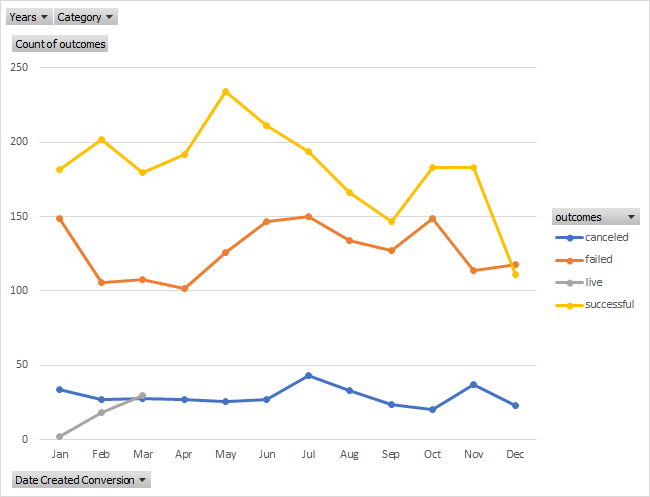 Years Category
Count of outcomes
250
200
150
100
50
0
Jan Feb Mar Apr May Jun Jul Aug Sep Oct Nov Dec
outcomes
canceled
failed
live
successful
Date Created Conversion